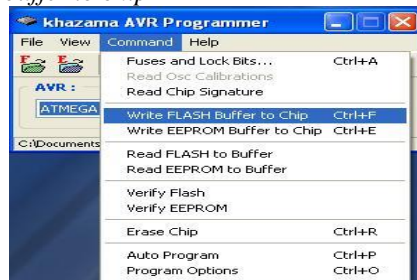 khazama AVR Programmer
File View Command Help
Fuses and Lock Bits... Ctrl+A
Read Osc Calibrations
Read Chip Signature
AVR :
ATMEGA
Write FLASH Buffer to Chip Ctrl+F
Write EEPROM Buffer to Chip Ctrl+E
C:\Documents
Read FLASH to Buffer
Read EEPROM to Buffer
Verify Flash
Verify EEPROM
Erase Chip Ctrl+R
Auto Program Ctrl+P
Program Options Ctrl+O